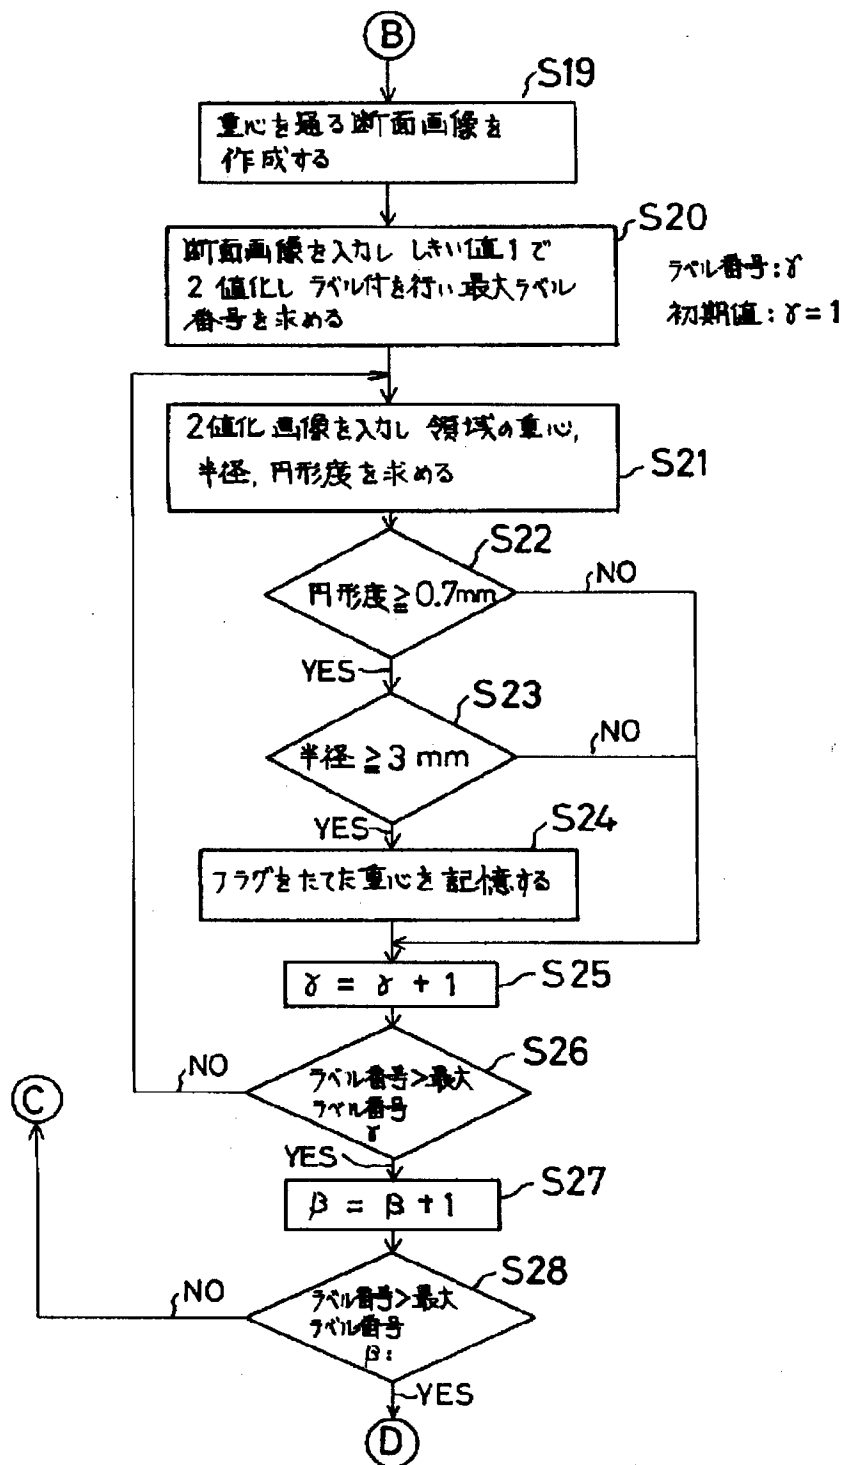 B
S19
重心を通る断面画像を
作成する
S20
断面画像を入力し しきい値1で
2値化し ラベル付を行い最大ラベル
番号を求める
ラベル番号:γ
初期値:γ=1
2値化画像を入力し 領域の重心,
半径,円形度を求める
S21
S22
円形度≧0.7mm
NO
YES
S23
半径≧3mm
NO
YES
S24
フラグをたてた重心を記憶する
γ = γ + 1
S25
S26
ラベル番号>最大
ラベル番号
γ
NO
C
YES
β = β + 1
S27
S28
ラベル番号>最大
ラベル番号
β:
NO
YES
D